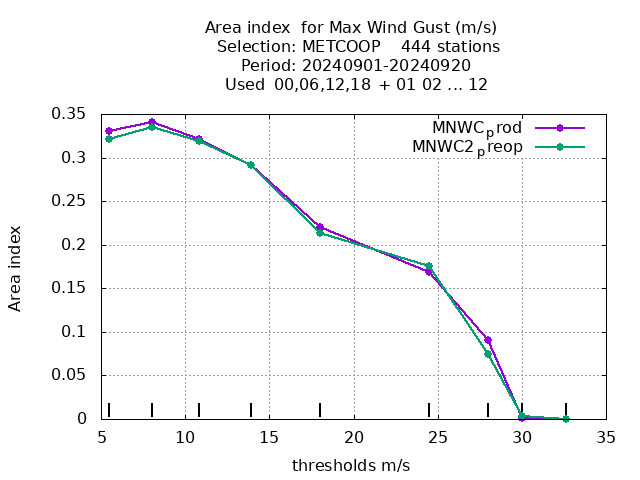 Area index  for Max Wind Gust (m/s)
Selection: METCOOP    444 stations
Period: 20240901-20240920
Used  00,06,12,18  + 01 02 ... 12
MNWCprod
MNWC2preop
0.35
0.3
0.25
0.2
0.15
0.1
0.05
0
Area index
5 10 15 20 25 30 35
thresholds m/s